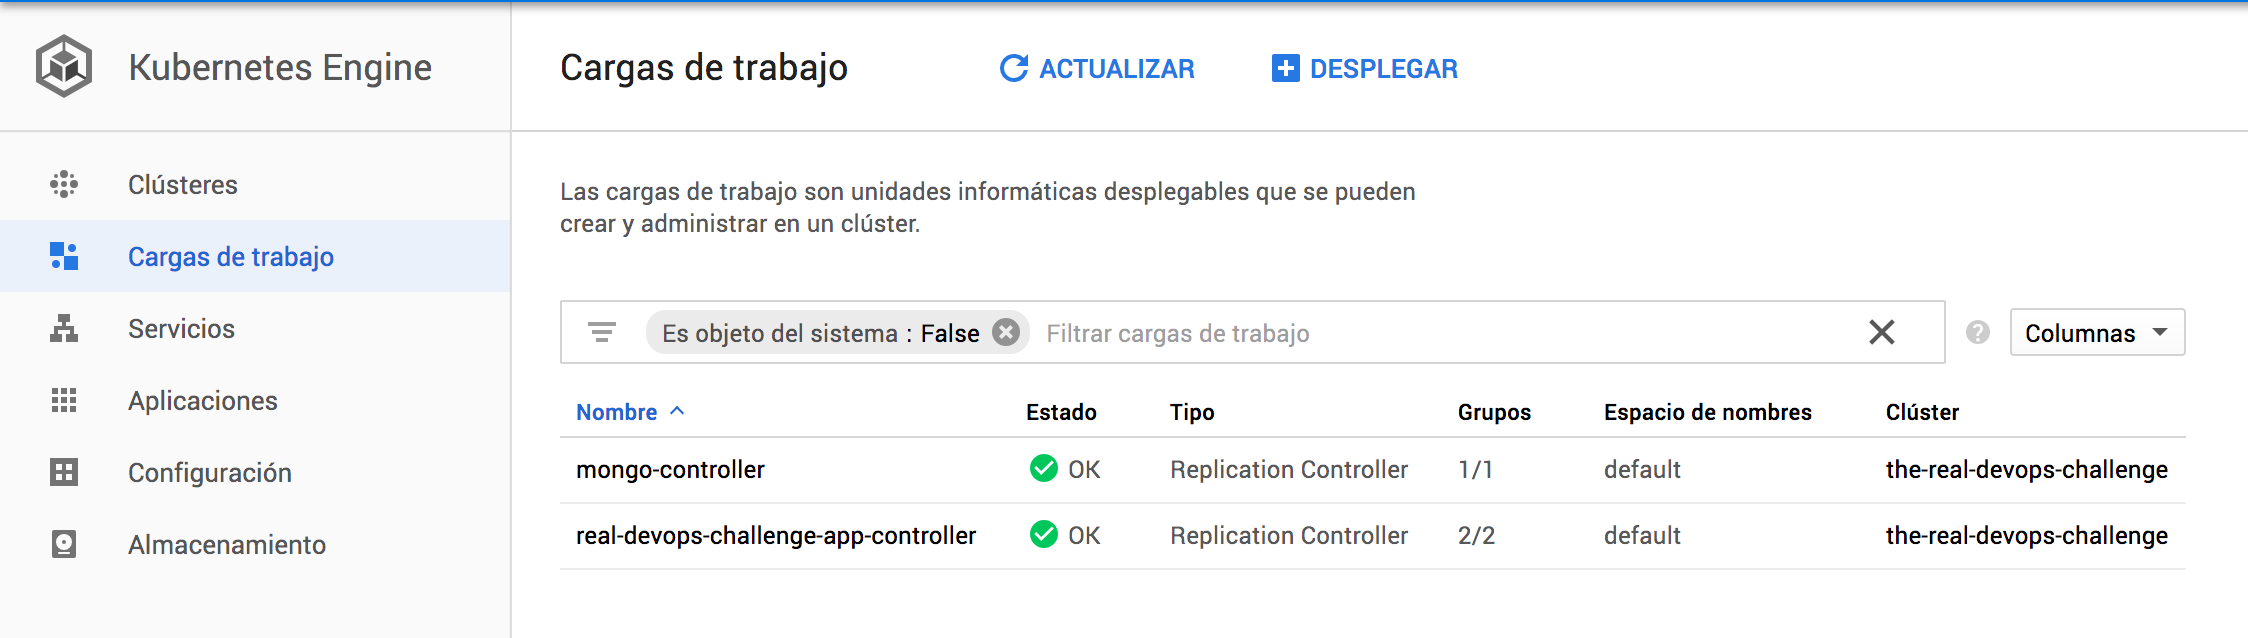 Kubernetes Engine
Cargas de trabajo
ACTUALIZAR
DESPLEGAR
Clústeres
Cargas de trabajo
Servicios
Aplicaciones
Configuración
Almacenamiento
Las cargas de trabajo son unidades informáticas desplegables que se pueden
crear y administrar en un clúster.
Es objeto del sistema : False Filtrar cargas de trabajo
? Columnas
Nombre Estado Tipo Grupos Espacio de nombres Clúster
mongo-controller OK Replication Controller 1/1 default the-real-devops-challenge
real-devops-challenge-app-controller OK Replication Controller 2/2 default the-real-devops-challenge